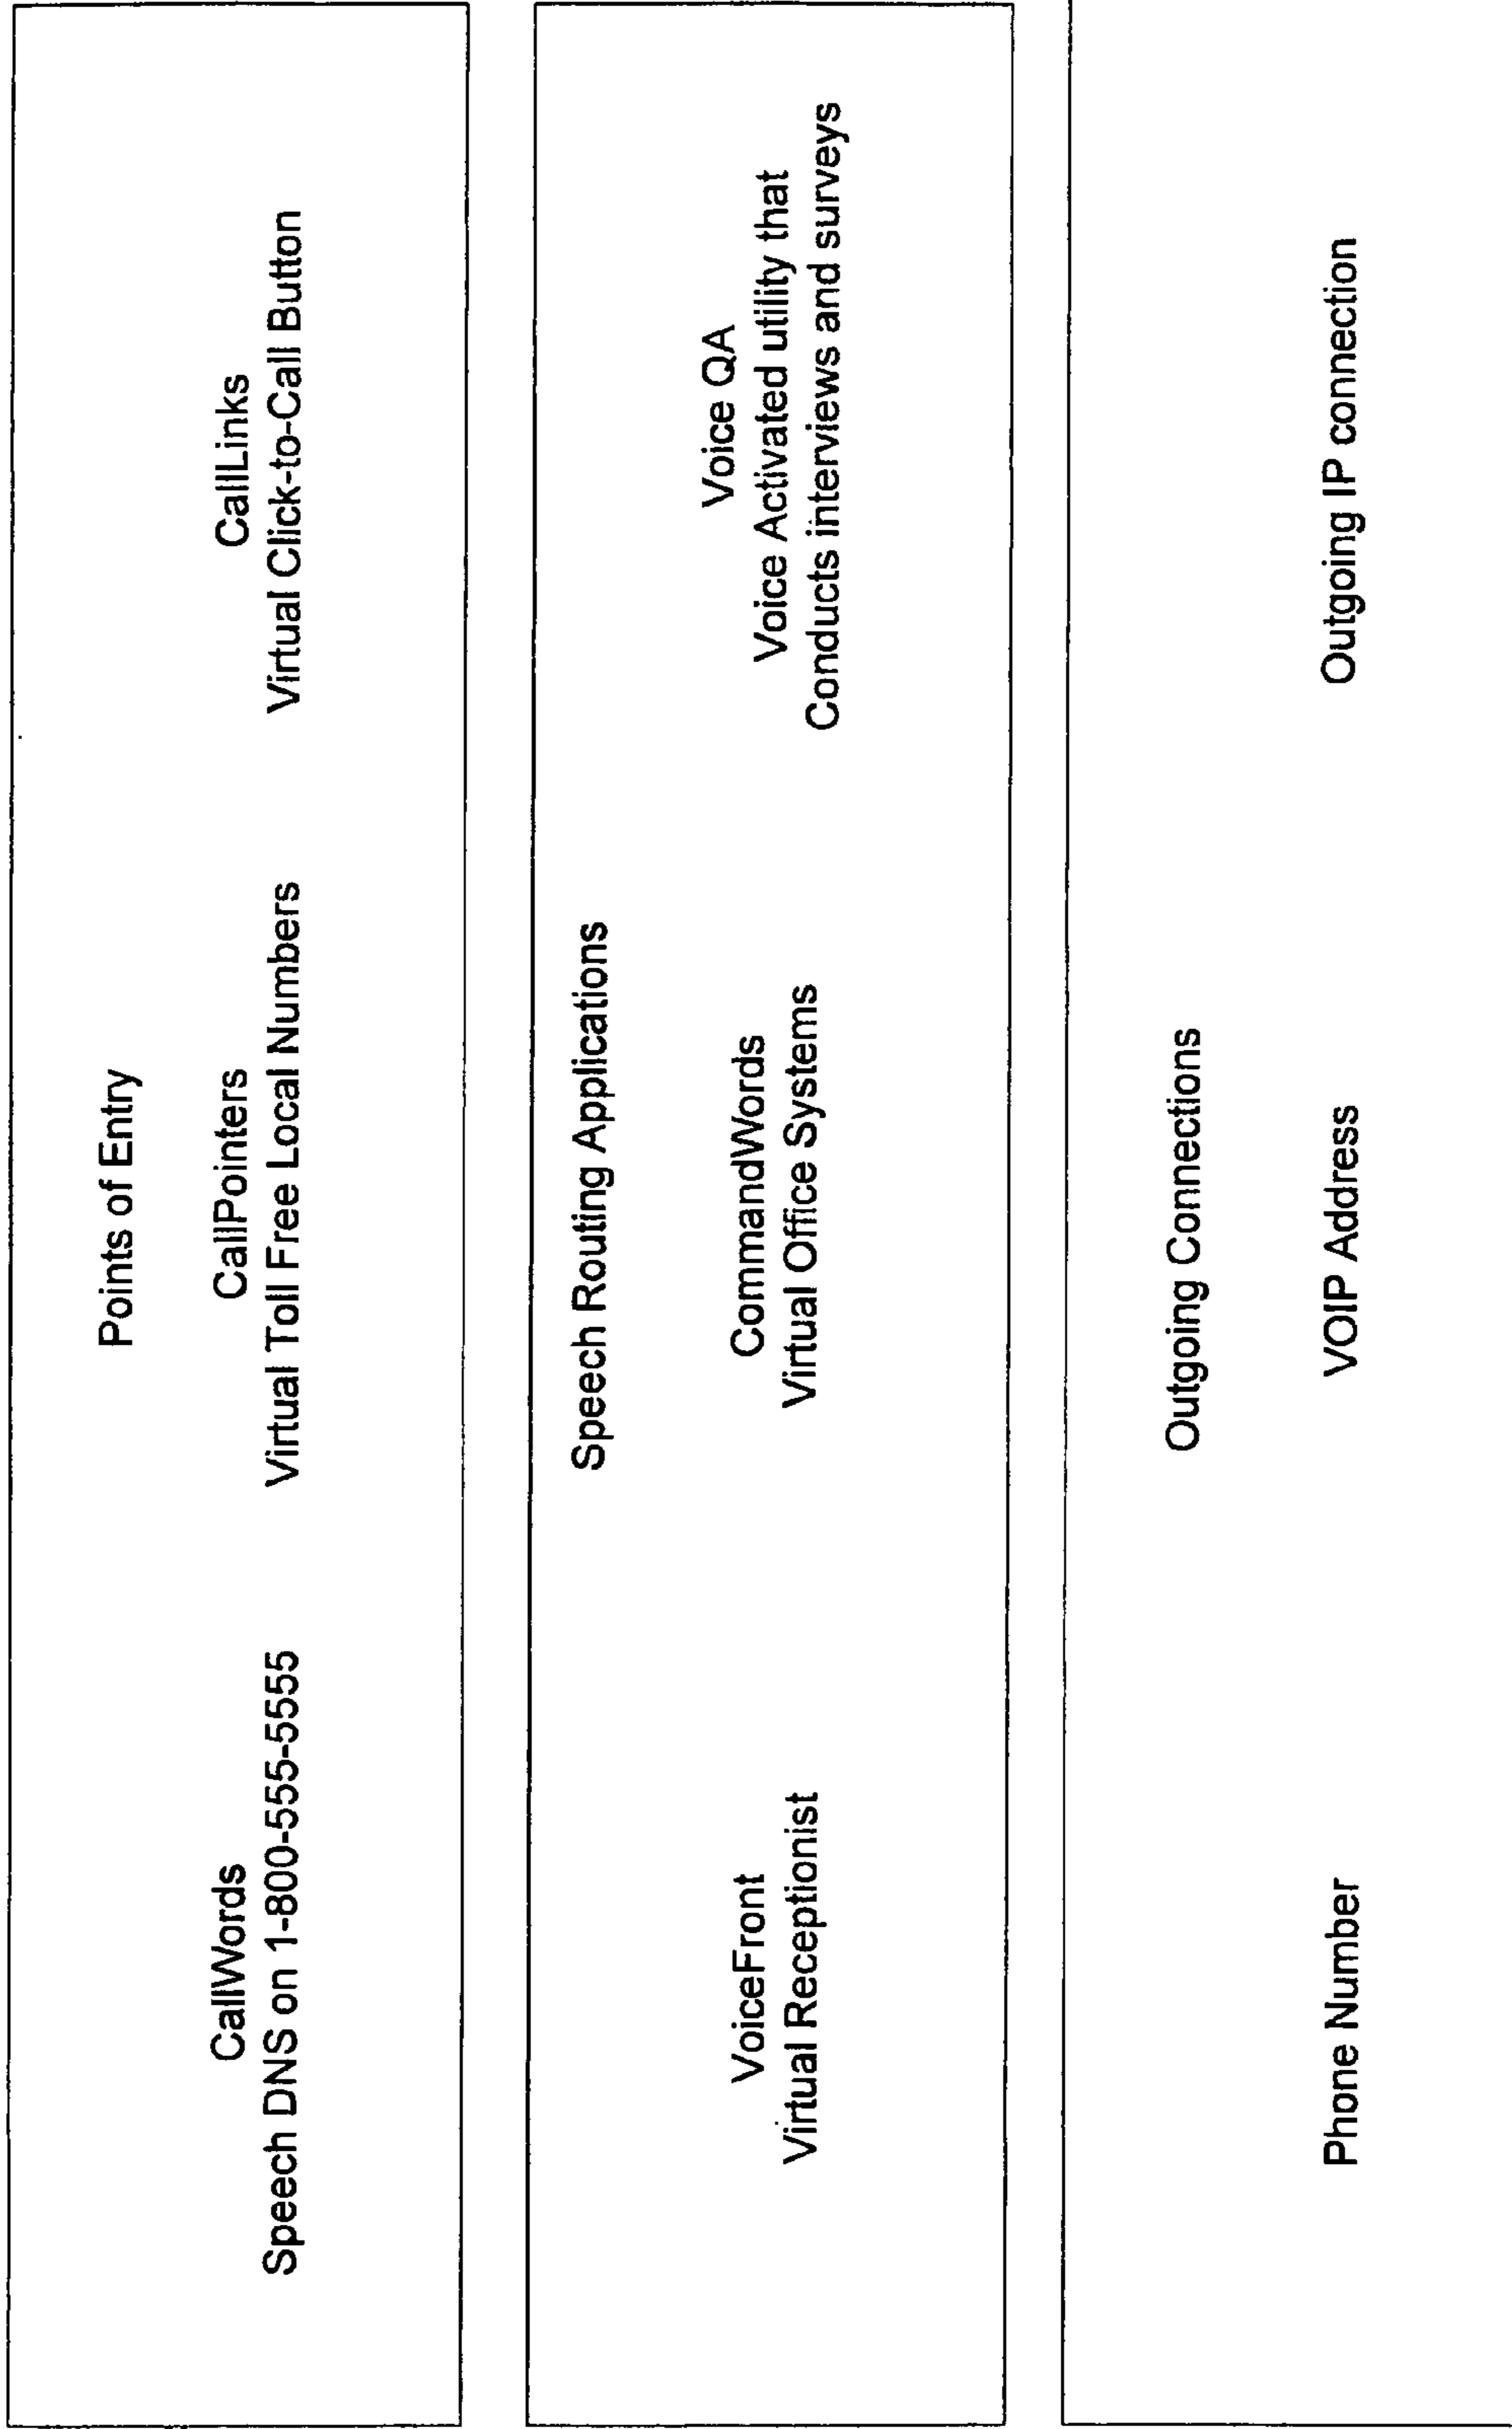 Points of Entry
CallWords
Speech DNS on 1-800-555-5555
CallPointers
Virtual Toll Free Local Numbers
CallLinks
Virtual Click-to-Call Button
Speech Routing Applications
VoiceFront
Virtual Receptionist
CommandWords
Virtual Office Systems
Voice QA
Voice Activated utility that
Conducts interviews and surveys
Outgoing Connections
Phone Number
VOIP Address
Outgoing IP connection